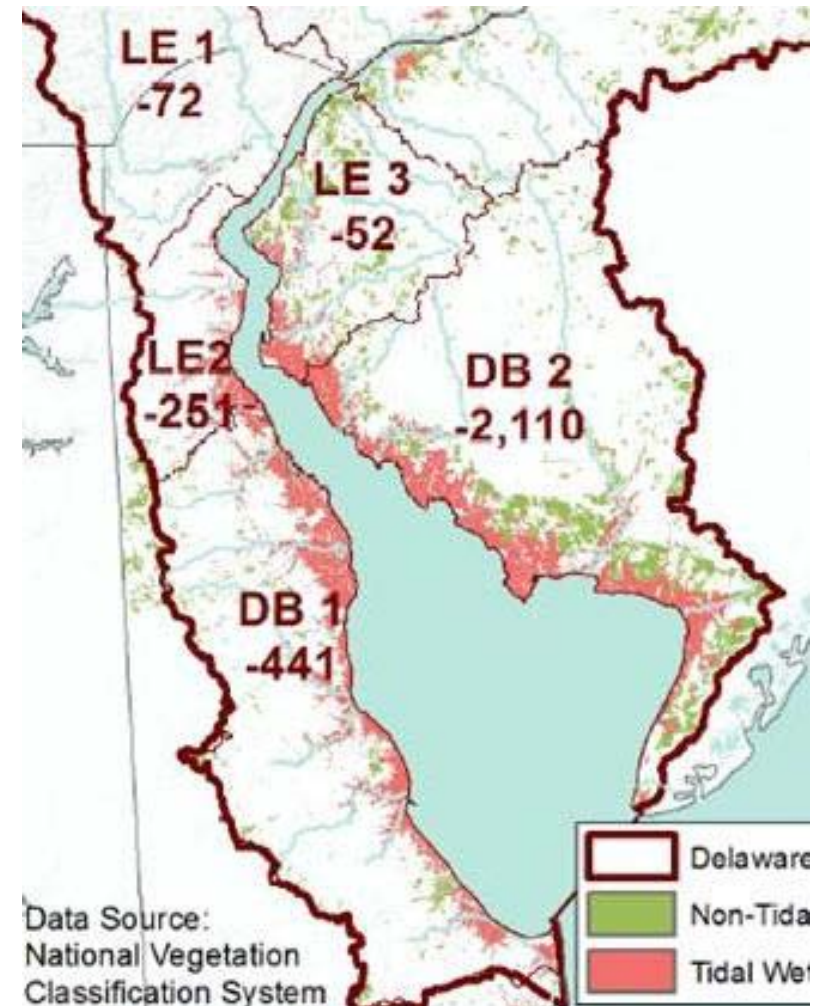 LE 1
-72
LE 3
-52
LE2
-251
DB 2
-2,110
DB 1
-441
Delaware
Non-Tida
Tidal Wet
Data Source:
National Vegetation
Classification System